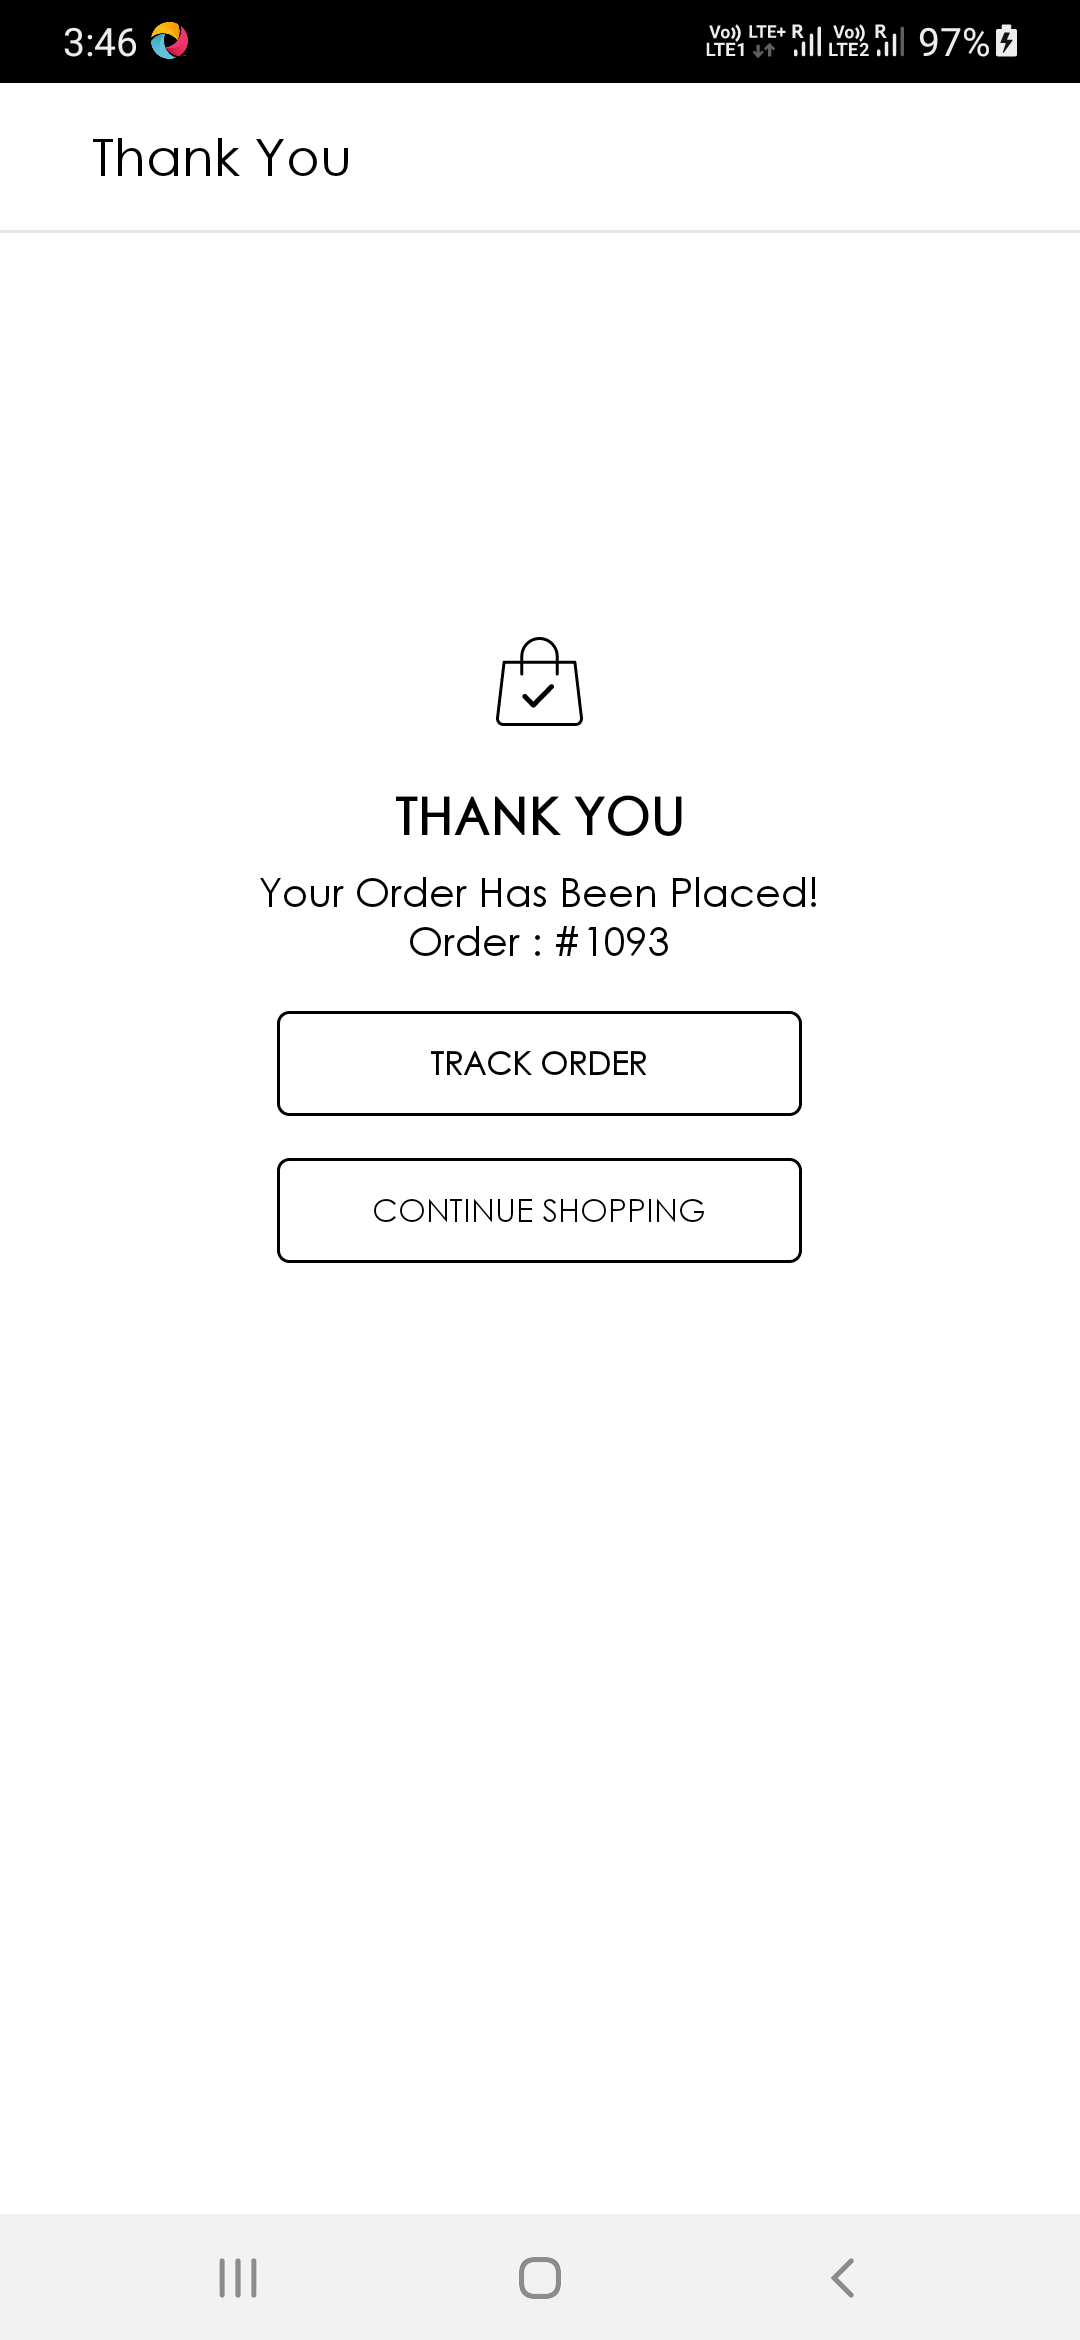 3:46
Vo)) LTE+ R Vo)) R 97%
LTE1 LTE2
Thank You
THANK YOU
Your Order Has Been Placed!
Order : #1093
TRACK ORDER
CONTINUE SHOPPING